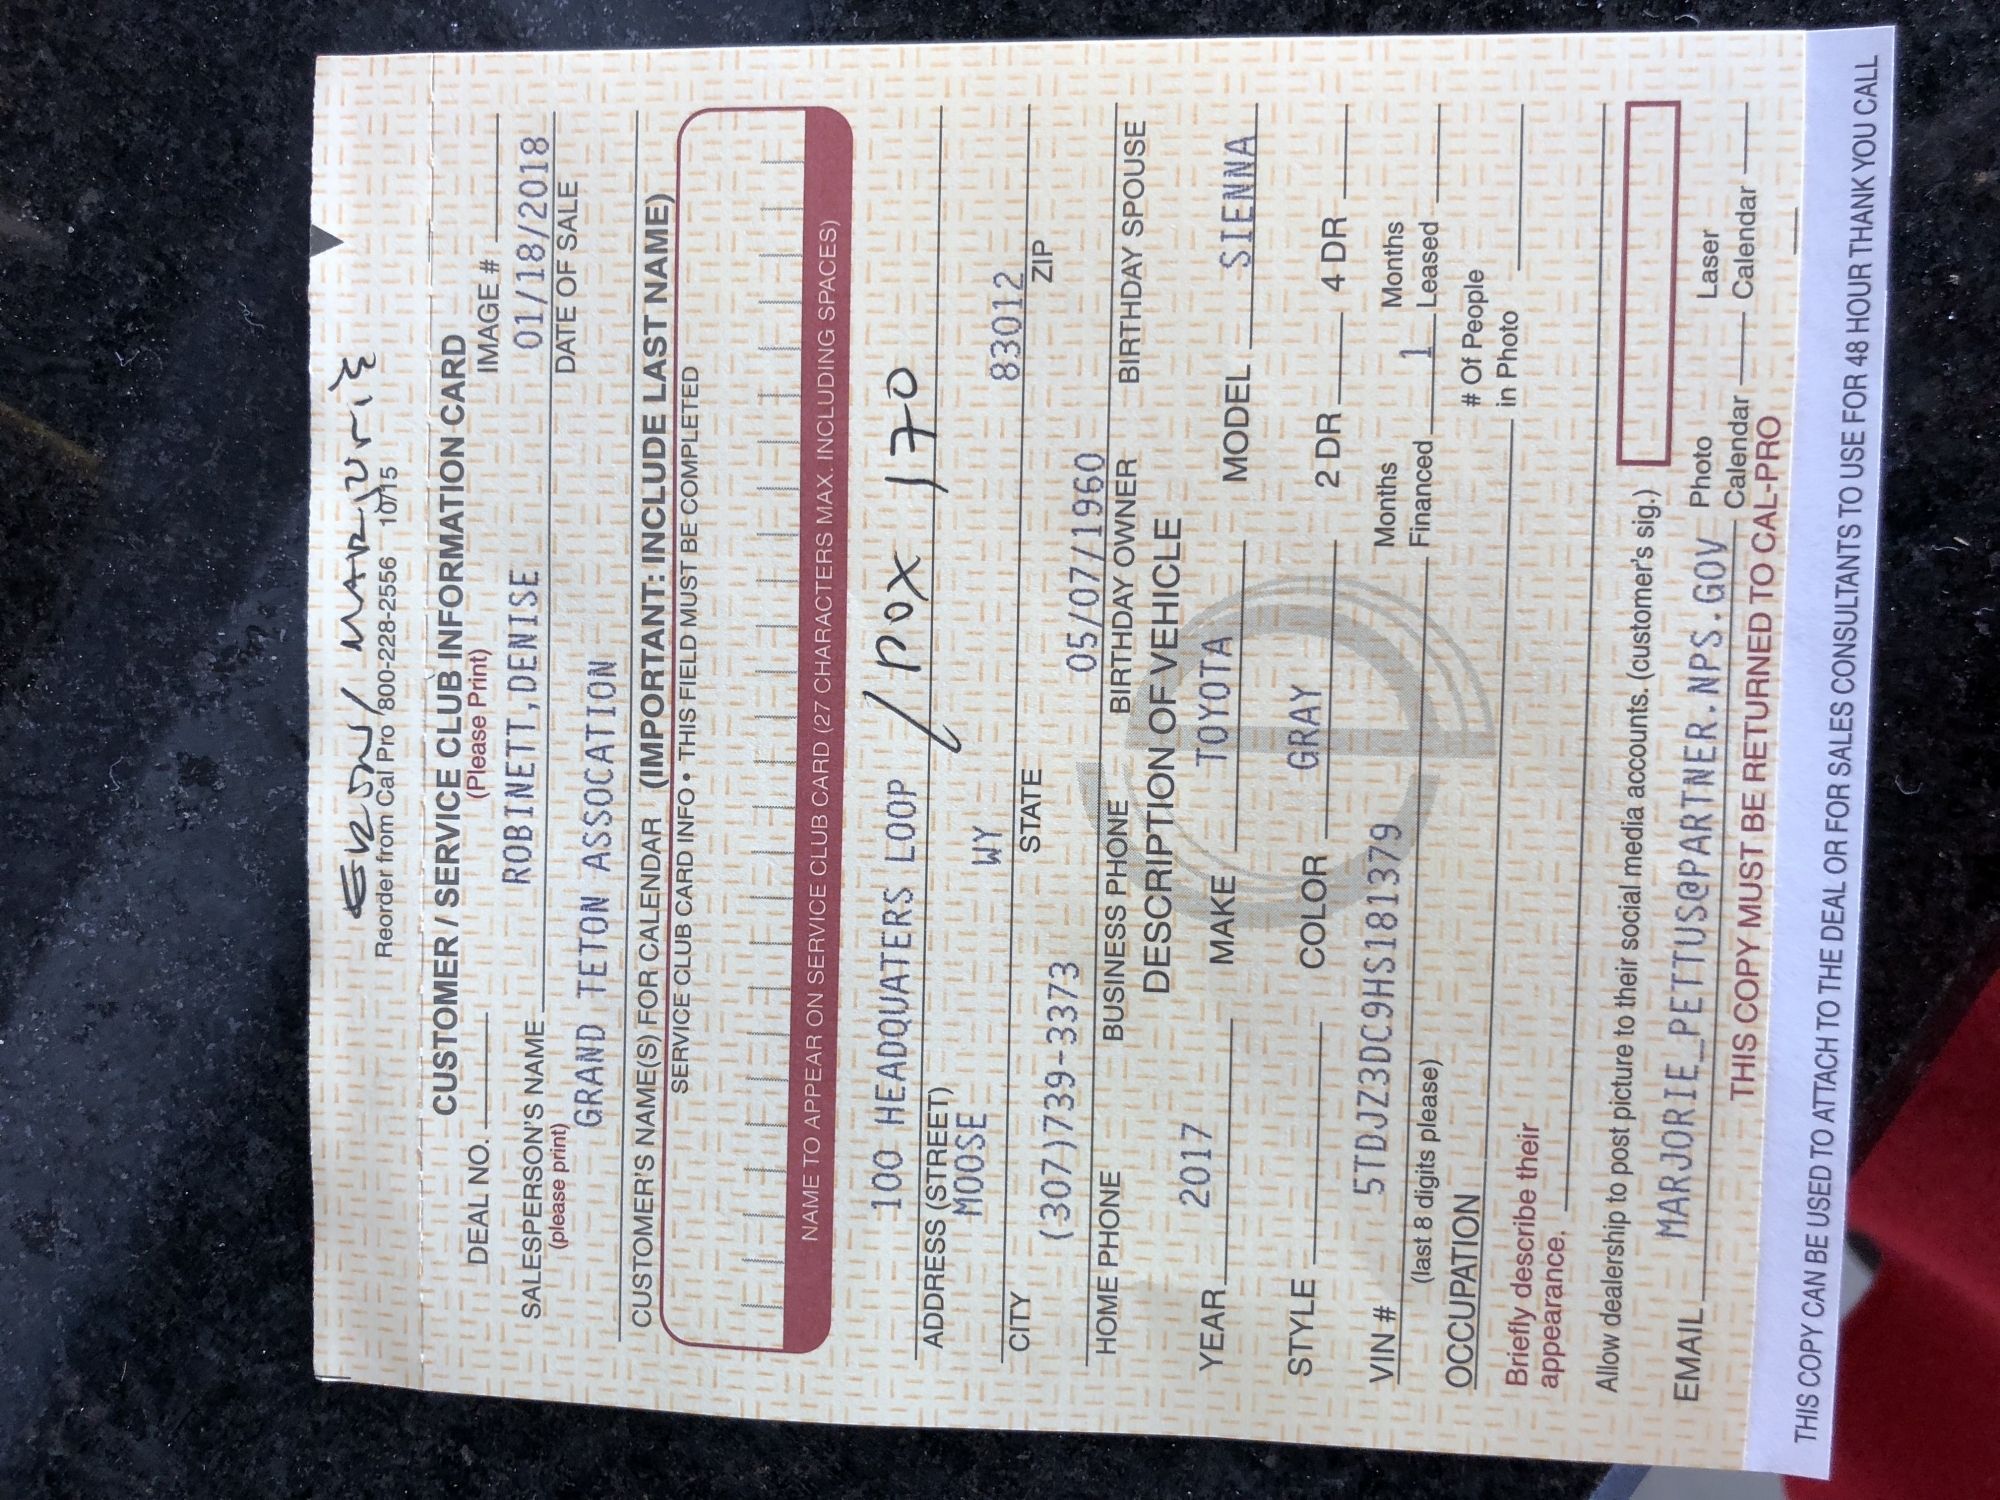 MARJORIE
Reorder from Cal Pro 800-228-2556 10/15
CUSTOMER / SERVICE CLUB INFORMATION CARD
(Please Print)
DEAL NO. IMAGE #
ROBINETT,DENISE 01/18/2018
SALESPERSON'S NAME DATE OF SALE
(please print)
GRAND TETON ASSOCATION
CUSTOMER'S NAME(S) FOR CALENDAR (IMPORTANT: INCLUDE LAST NAME)
SERVICE CLUB CARD INFO • THIS FIELD MUST BE COMPLETED
NAME TO APPEAR ON SERVICE CLUB CARD (27 CHARACTERS MAX. INCLUDING SPACES)
100 HEADQUATERS LOOP / POX 170
ADDRESS (STREET)
MOOSE WY 83012
CITY STATE ZIP
(307)739-3373 05/07/1960
HOME PHONE BUSINESS PHONE BIRTHDAY OWNER BIRTHDAY SPOUSE
DESCRIPTION OF VEHICLE
YEAR 2017 MAKE TOYOTA MODEL SIENNA
STYLE COLOR GRAY 2 DR 4 DR
VIN # 5TDJZ3DC9HS181379 Months Financed 1 Months Leased
(last 8 digits please)
OCCUPATION # Of People in Photo
Briefly describe their
appearance.
Allow dealership to post picture to their social media accounts. (customer's sig.)
EMAIL MARJORIE_PETTUS@PARTNER.NPS.GOV Photo Calendar Laser Calendar
THIS COPY MUST BE RETURNED TO CAL-PRO
THIS COPY CAN BE USED TO ATTACH TO THE DEAL OR FOR SALES CONSULTANTS TO USE FOR 48 HOUR THANK YOU CALL